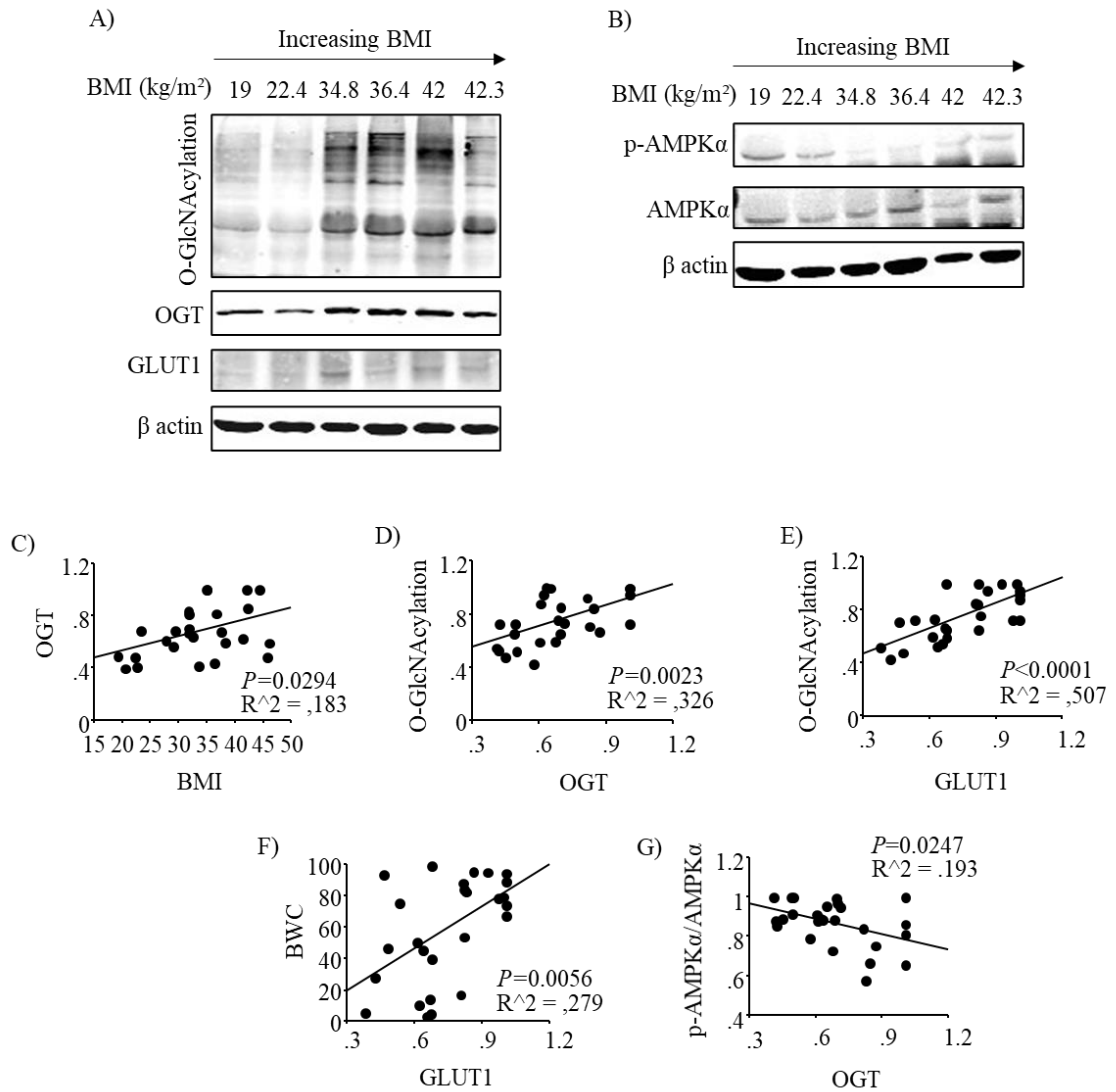 A)
Increasing BMI
BMI (kg/m²) 19 22.4 34.8 36.4 42 42.3
O-GlcNAcylation
OGT
GLUT1
β actin
B)
Increasing BMI
BMI (kg/m²) 19 22.4 34.8 36.4 42 42.3
p-AMPKα
AMPKα
β actin
C)
OGT
1.2
.8
.4
0
15 20 25 30 35 40 45 50
BMI
P=0.0294
R^2 = ,183
D)
O-GlcNAcylation
1.2
.8
.4
0
.3 .6 .9 1.2
OGT
P=0.0023
R^2 = ,326
E)
O-GlcNAcylation
1.2
.8
.4
0
.3 .6 .9 1.2
GLUT1
P<0.0001
R^2 = ,507
F)
BWC
100
80
60
40
20
0
.3 .6 .9 1.2
GLUT1
P=0.0056
R^2 = ,279
G)
p-AMPKα/AMPKα
1.2
1
.8
.6
.4
.3 .6 .9 1.2
OGT
P=0.0247
R^2 = .193